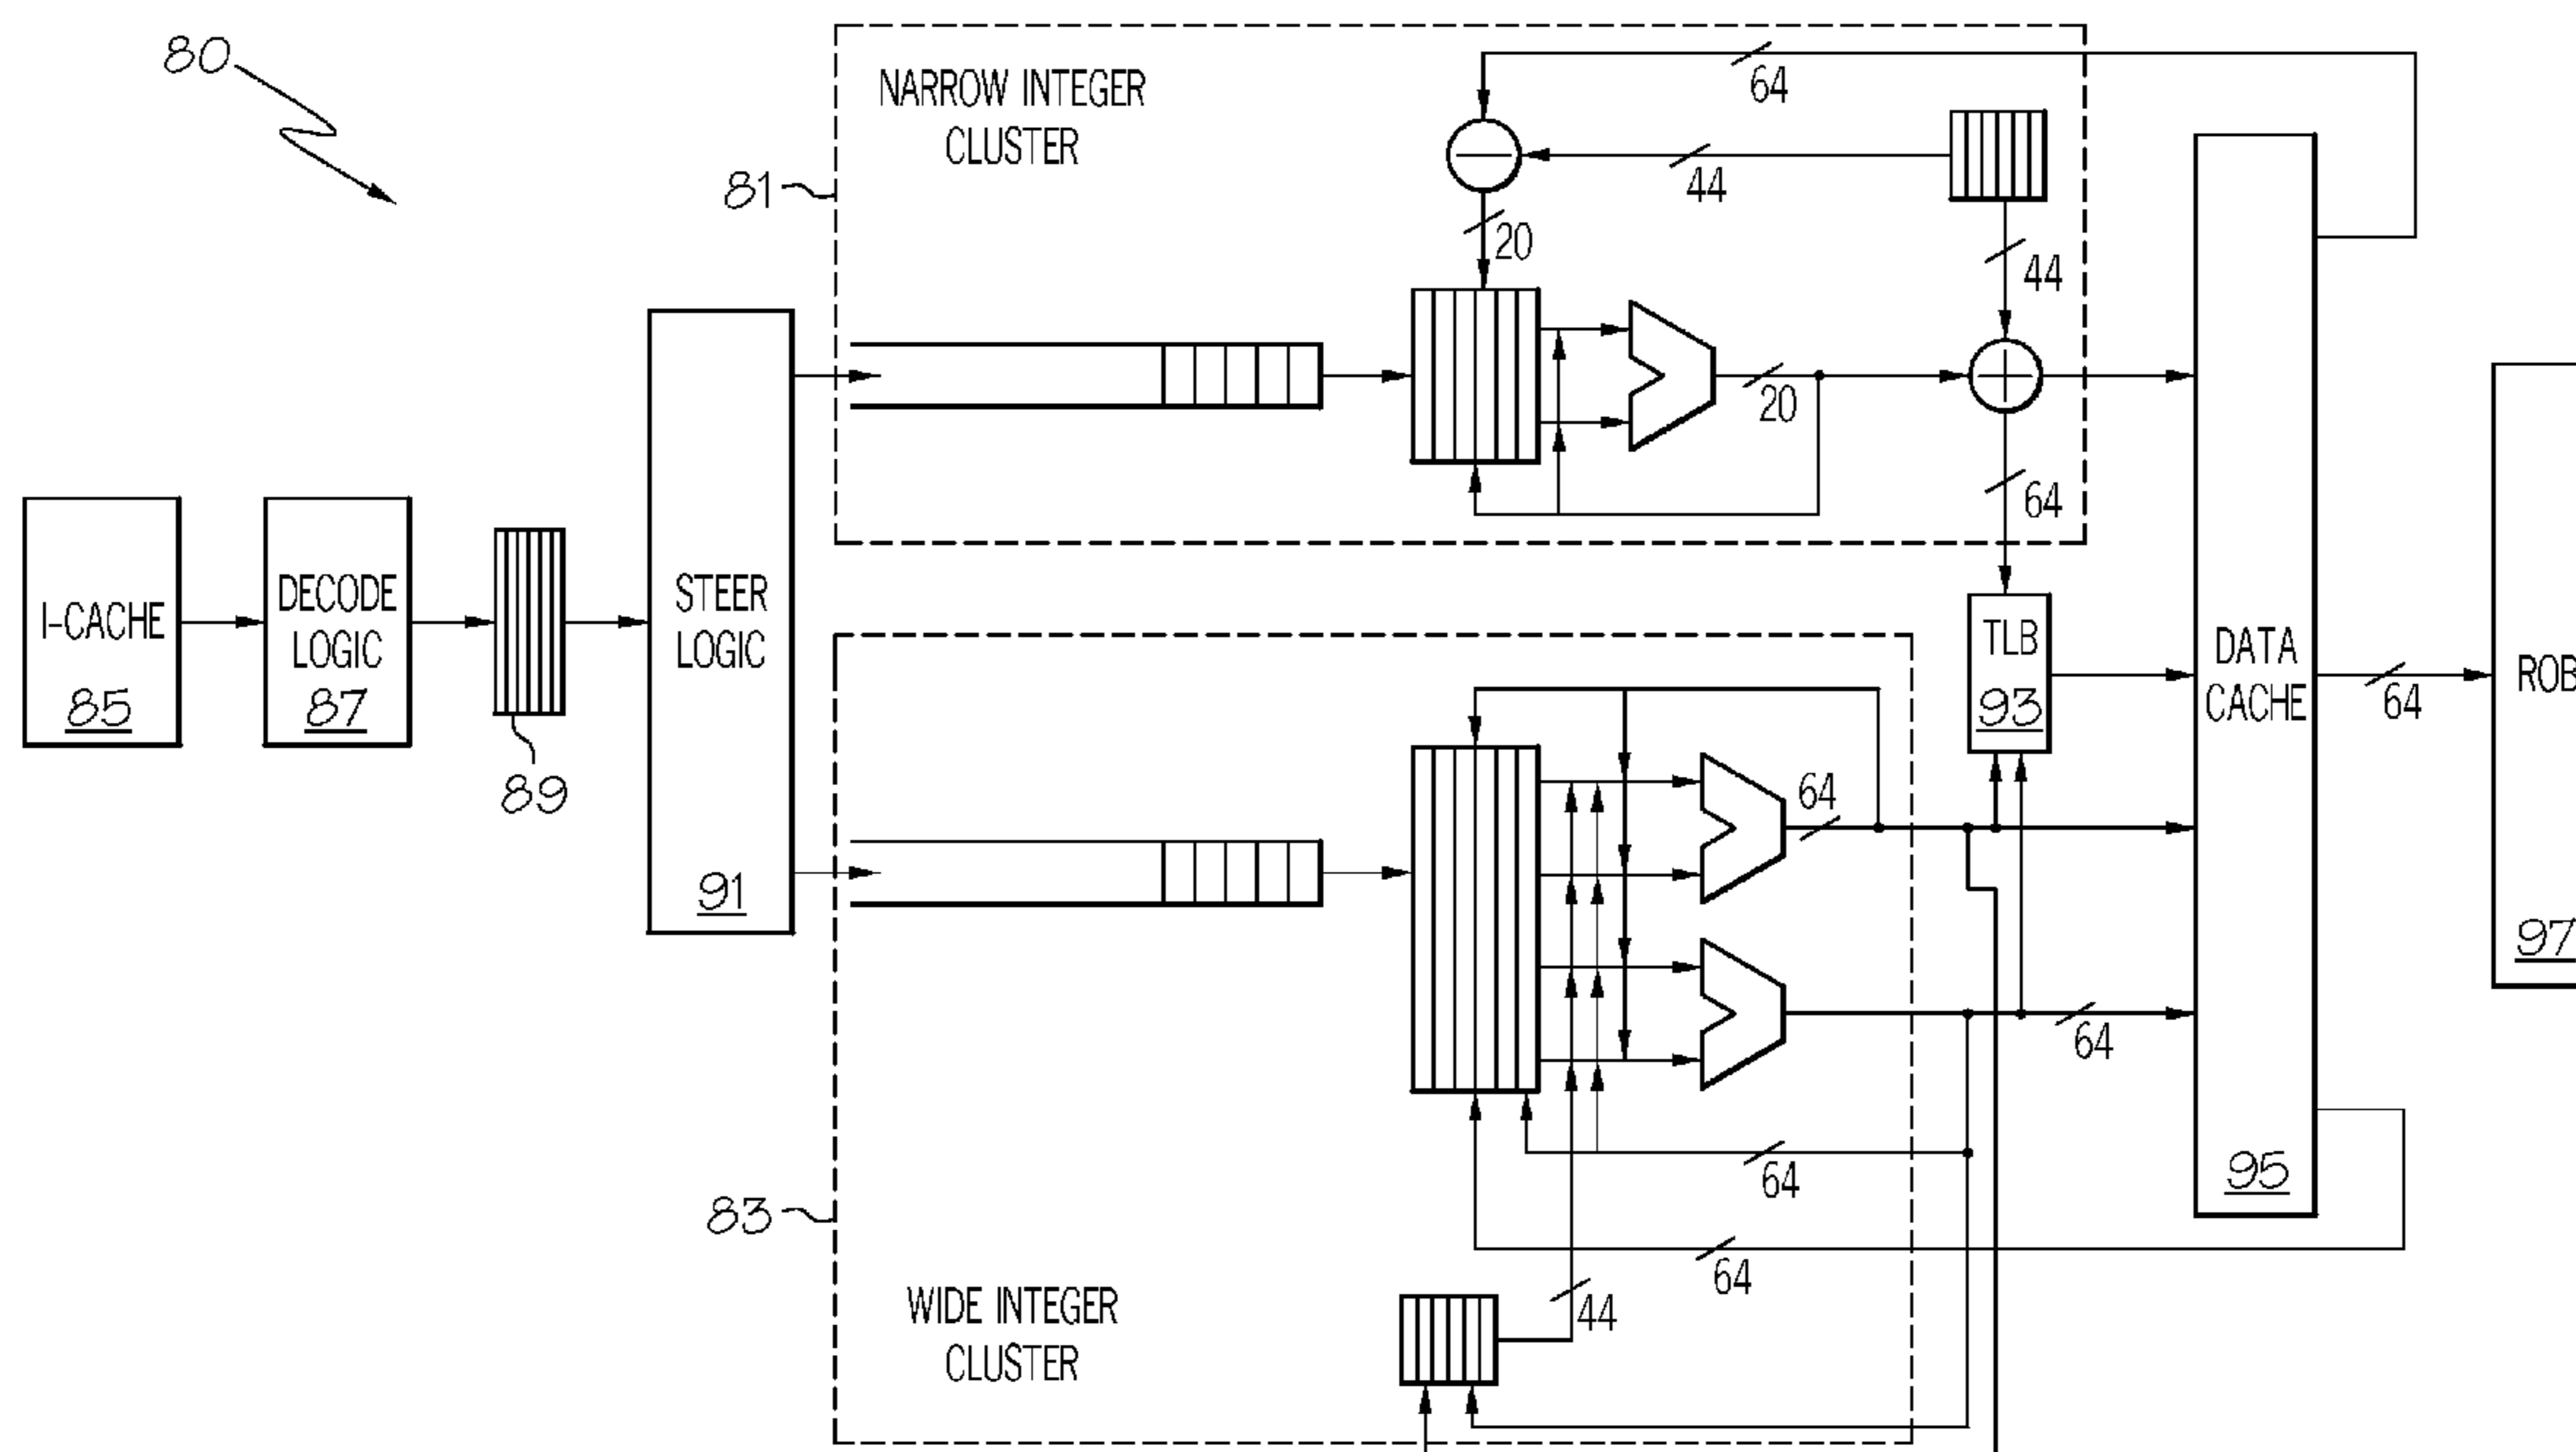 80
NARROW INTEGER
CLUSTER
64
44
81
20
44
20
64
I-CACHE
85
DECODE
LOGIC
87
89
STEER
LOGIC
91
TLB
93
DATA
CACHE
95
64
ROB
97
64
64
64
64
83
44
WIDE INTEGER
CLUSTER